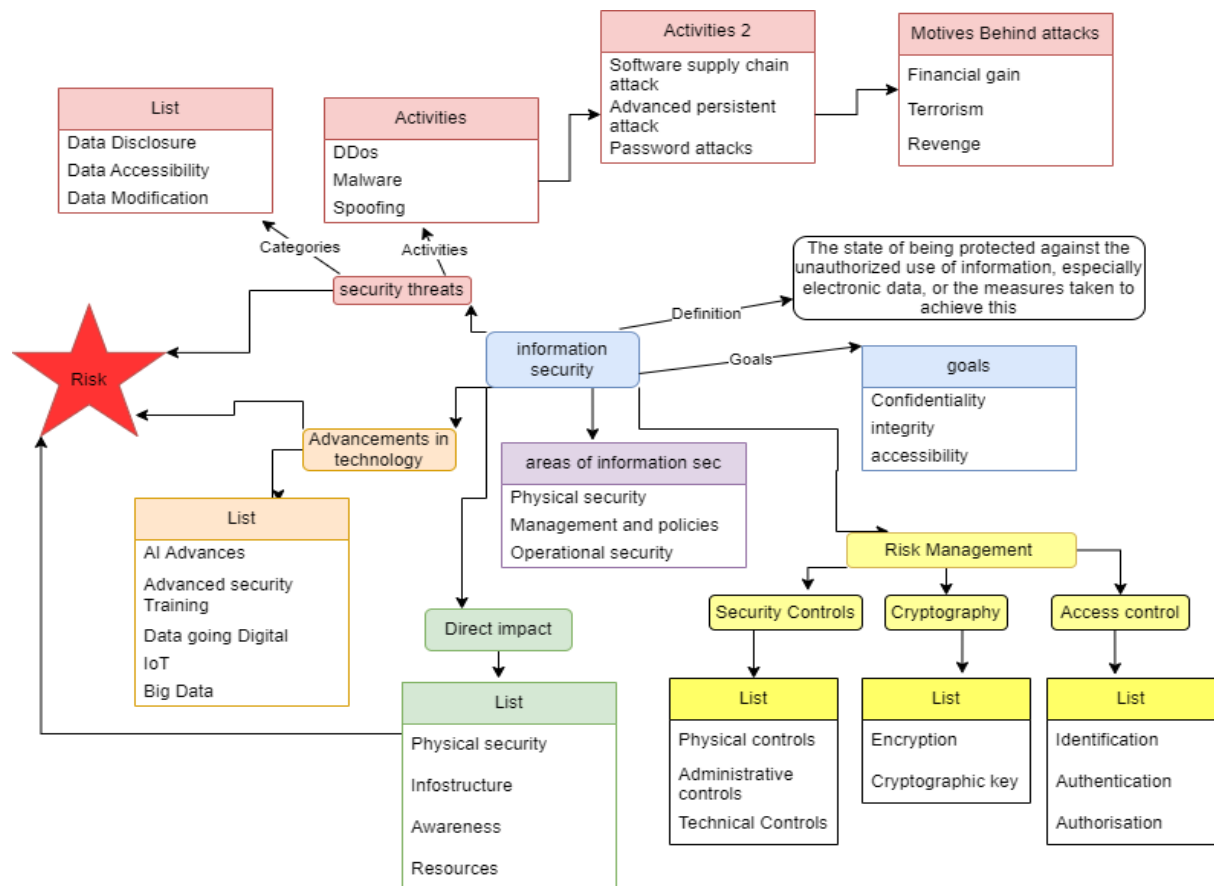 Activities 2
Software supply chain
attack
Advanced persistent
attack
Password attacks
Motives Behind attacks
Financial gain
Terrorism
Revenge
List
Data Disclosure
Data Accessibility
Data Modification
Activities
DDos
Malware
Spoofing
Categories
Activities
security threats
The state of being protected against the
unauthorized use of information, especially
electronic data, or the measures taken to
achieve this
Definition
information
security
Goals
goals
Confidentiality
integrity
accessibility
Risk
Advancements in
technology
List
AI Advances
Advanced security
Training
Data going Digital
IoT
Big Data
areas of information sec
Physical security
Management and policies
Operational security
Direct impact
List
Physical security
Infostructure
Awareness
Resources
Risk Management
Security Controls
Cryptography
Access control
List
Physical controls
Administrative
controls
Technical Controls
List
Encryption
Cryptographic key
List
Identification
Authentication
Authorisation